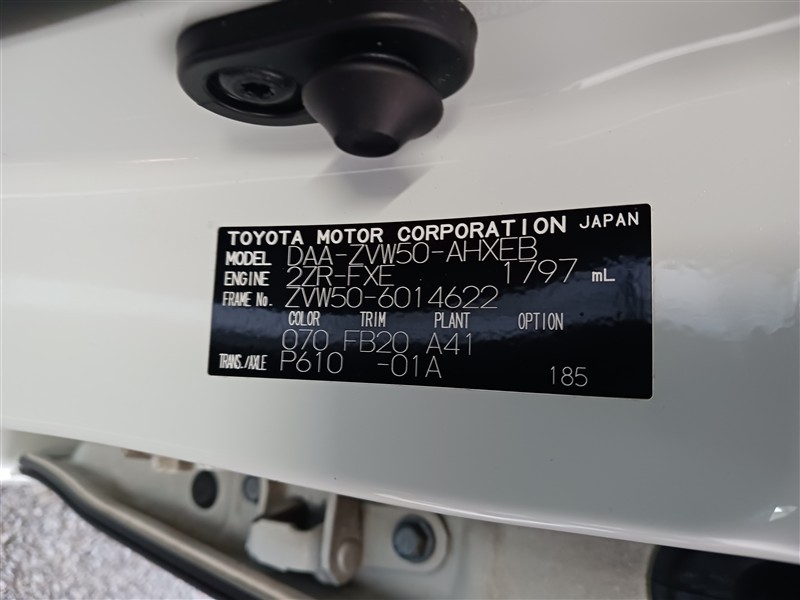 TOYOTA MOTOR CORPORATION JAPAN
MODEL DAA-ZVW50-AHXEB
ENGINE 2ZR-FXE 1797 mL
FRAME No. ZVW50-6014622
COLOR TRIM PLANT OPTION
070 FB20 A41
TRANS./AXLE P610 -01A 185